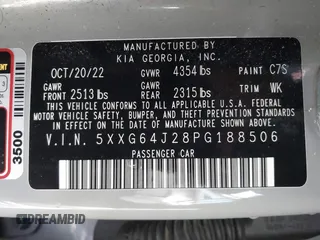 MANUFACTURED BY
KIA GEORGIA, INC.
OCT/20/22 GVWR 4354 lbs PAINT C7S
GAWR GAWR
FRONT 2513 lbs REAR 2315 lbs TRIM WK
THIS VEHICLE CONFORMS TO ALL APPLICABLE U.S. FEDERAL
MOTOR VEHICLE SAFETY, BUMPER, AND THEFT PREVENTION
STANDARDS IN EFFECT ON THE DATE OF MANUFACTURE
SHOWN ABOVE.
V.I.N. 5XXG64J28PG188506
PASSENGER CAR
3500
DREAMBID